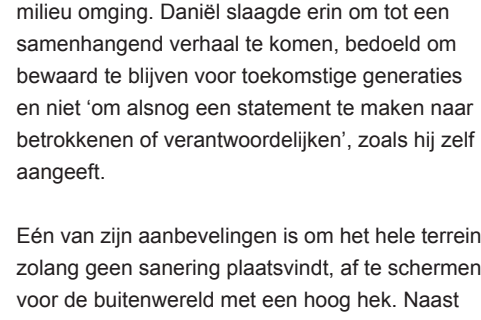 milieu omging. Daniël slaagde erin om tot een
samenhangend verhaal te komen, bedoeld om
bewaard te blijven voor toekomstige generaties
en niet ‘om alsnog een statement te maken naar
betrokkenen of verantwoordelijken’, zoals hij zelf
aangeeft.

Eén van zijn aanbevelingen is om het hele terrein
zolang geen sanering plaatsvindt, af te schermen
voor de buitenwereld met een hoog hek. Naast